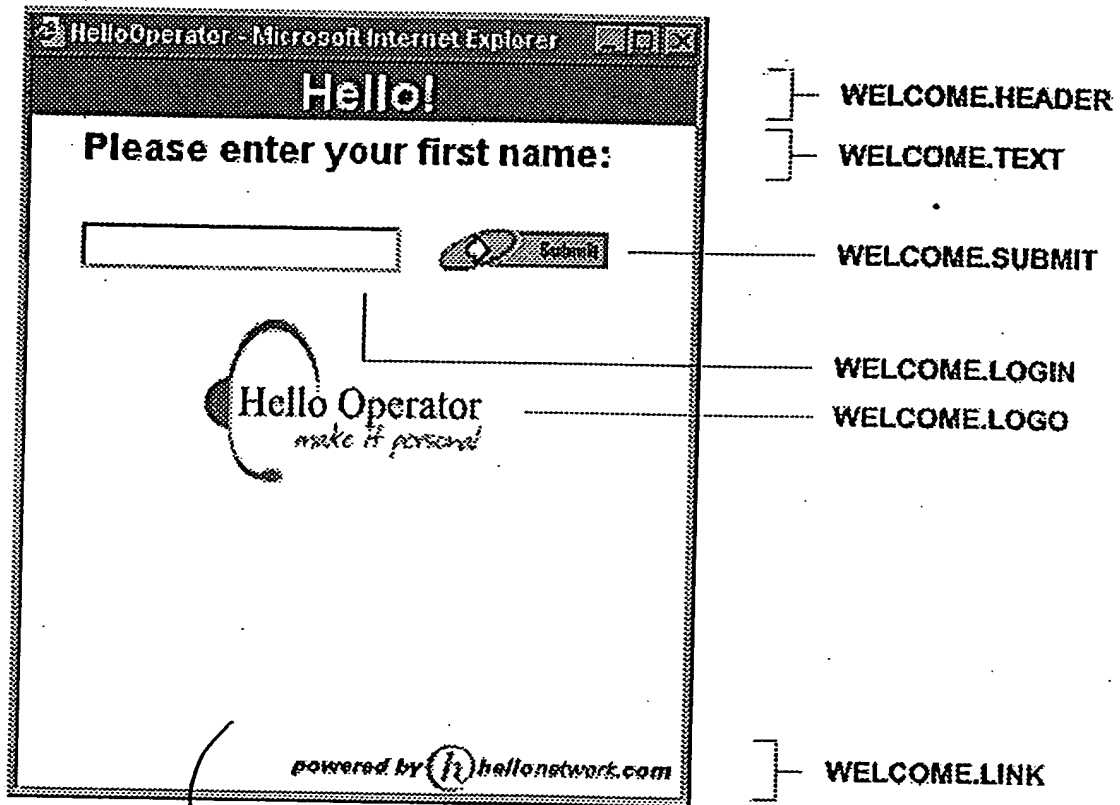 HelloOperator - Microsoft Internet Explorer
Hello!
WELCOME.HEADER
Please enter your first name:
WELCOME.TEXT
Submit
WELCOME.SUBMIT
WELCOME.LOGIN
Hello Operator
WELCOME.LOGO
make it personal
powered by h hellonetwork.com
WELCOME.LINK